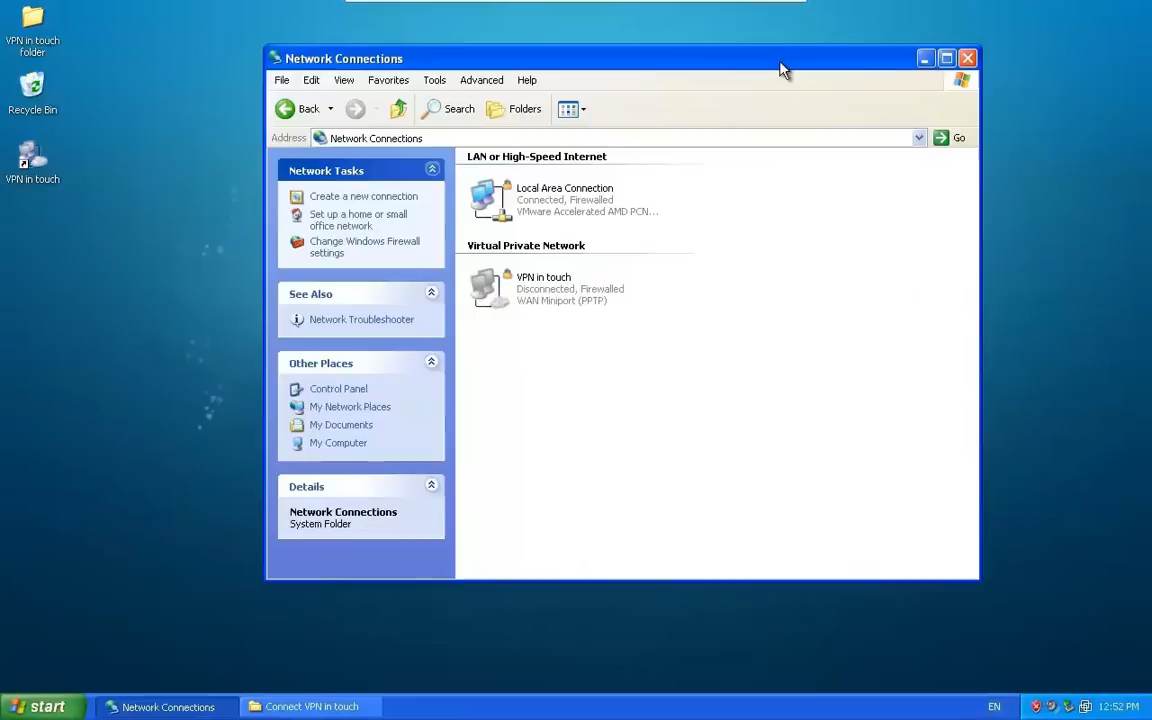 VPN in touch
folder
Recycle Bin
VPN in touch
Network Connections
File Edit View Favorites Tools Advanced Help
Back Search Folders
Address Network Connections Go
Network Tasks
Create a new connection
Set up a home or small
office network
Change Windows Firewall
settings
See Also
Network Troubleshooter
Other Places
Control Panel
My Network Places
My Documents
My Computer
Details
Network Connections
System Folder
LAN or High-Speed Internet
Local Area Connection
Connected, Firewalled
VMware Accelerated AMD PCN...
Virtual Private Network
VPN in touch
Disconnected, Firewalled
WAN Miniport (PPTP)
start Network Connections Connect VPN in touch EN 12:52 PM